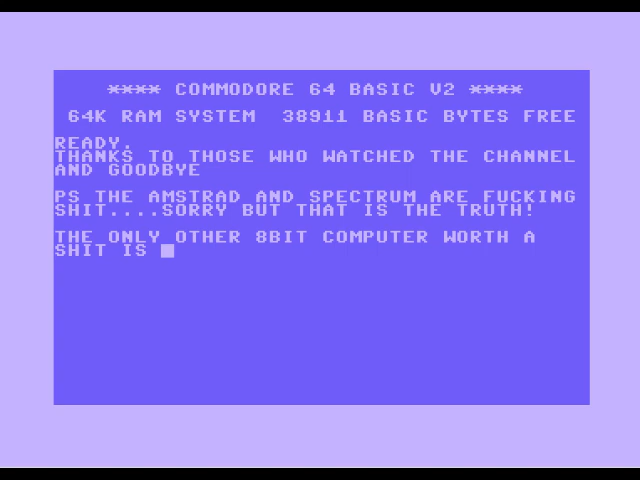 **** COMMODORE 64 BASIC V2 ****
64K RAM SYSTEM  38911 BASIC BYTES FREE
READY.
THANKS TO THOSE WHO WATCHED THE CHANNEL
AND GOODBYE
PS THE AMSTRAD AND SPECTRUM ARE FUCKING
SHIT....SORRY BUT THAT IS THE TRUTH!
THE ONLY OTHER 8BIT COMPUTER WORTH A
SHIT IS